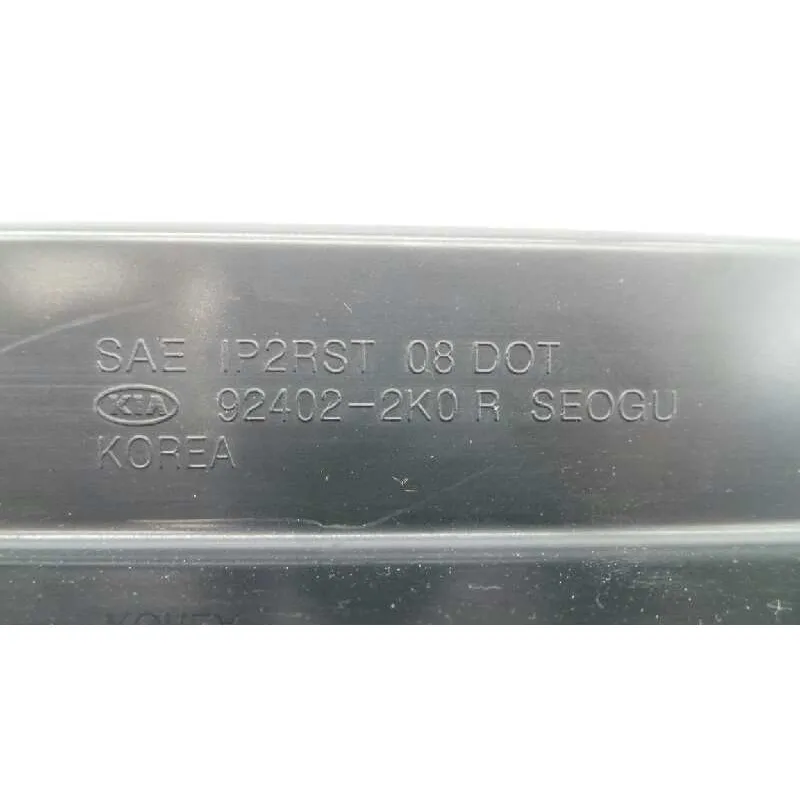 SAE IP2RST 08 DOT
KIA 92402-2K0 R SEOGU
KOREA